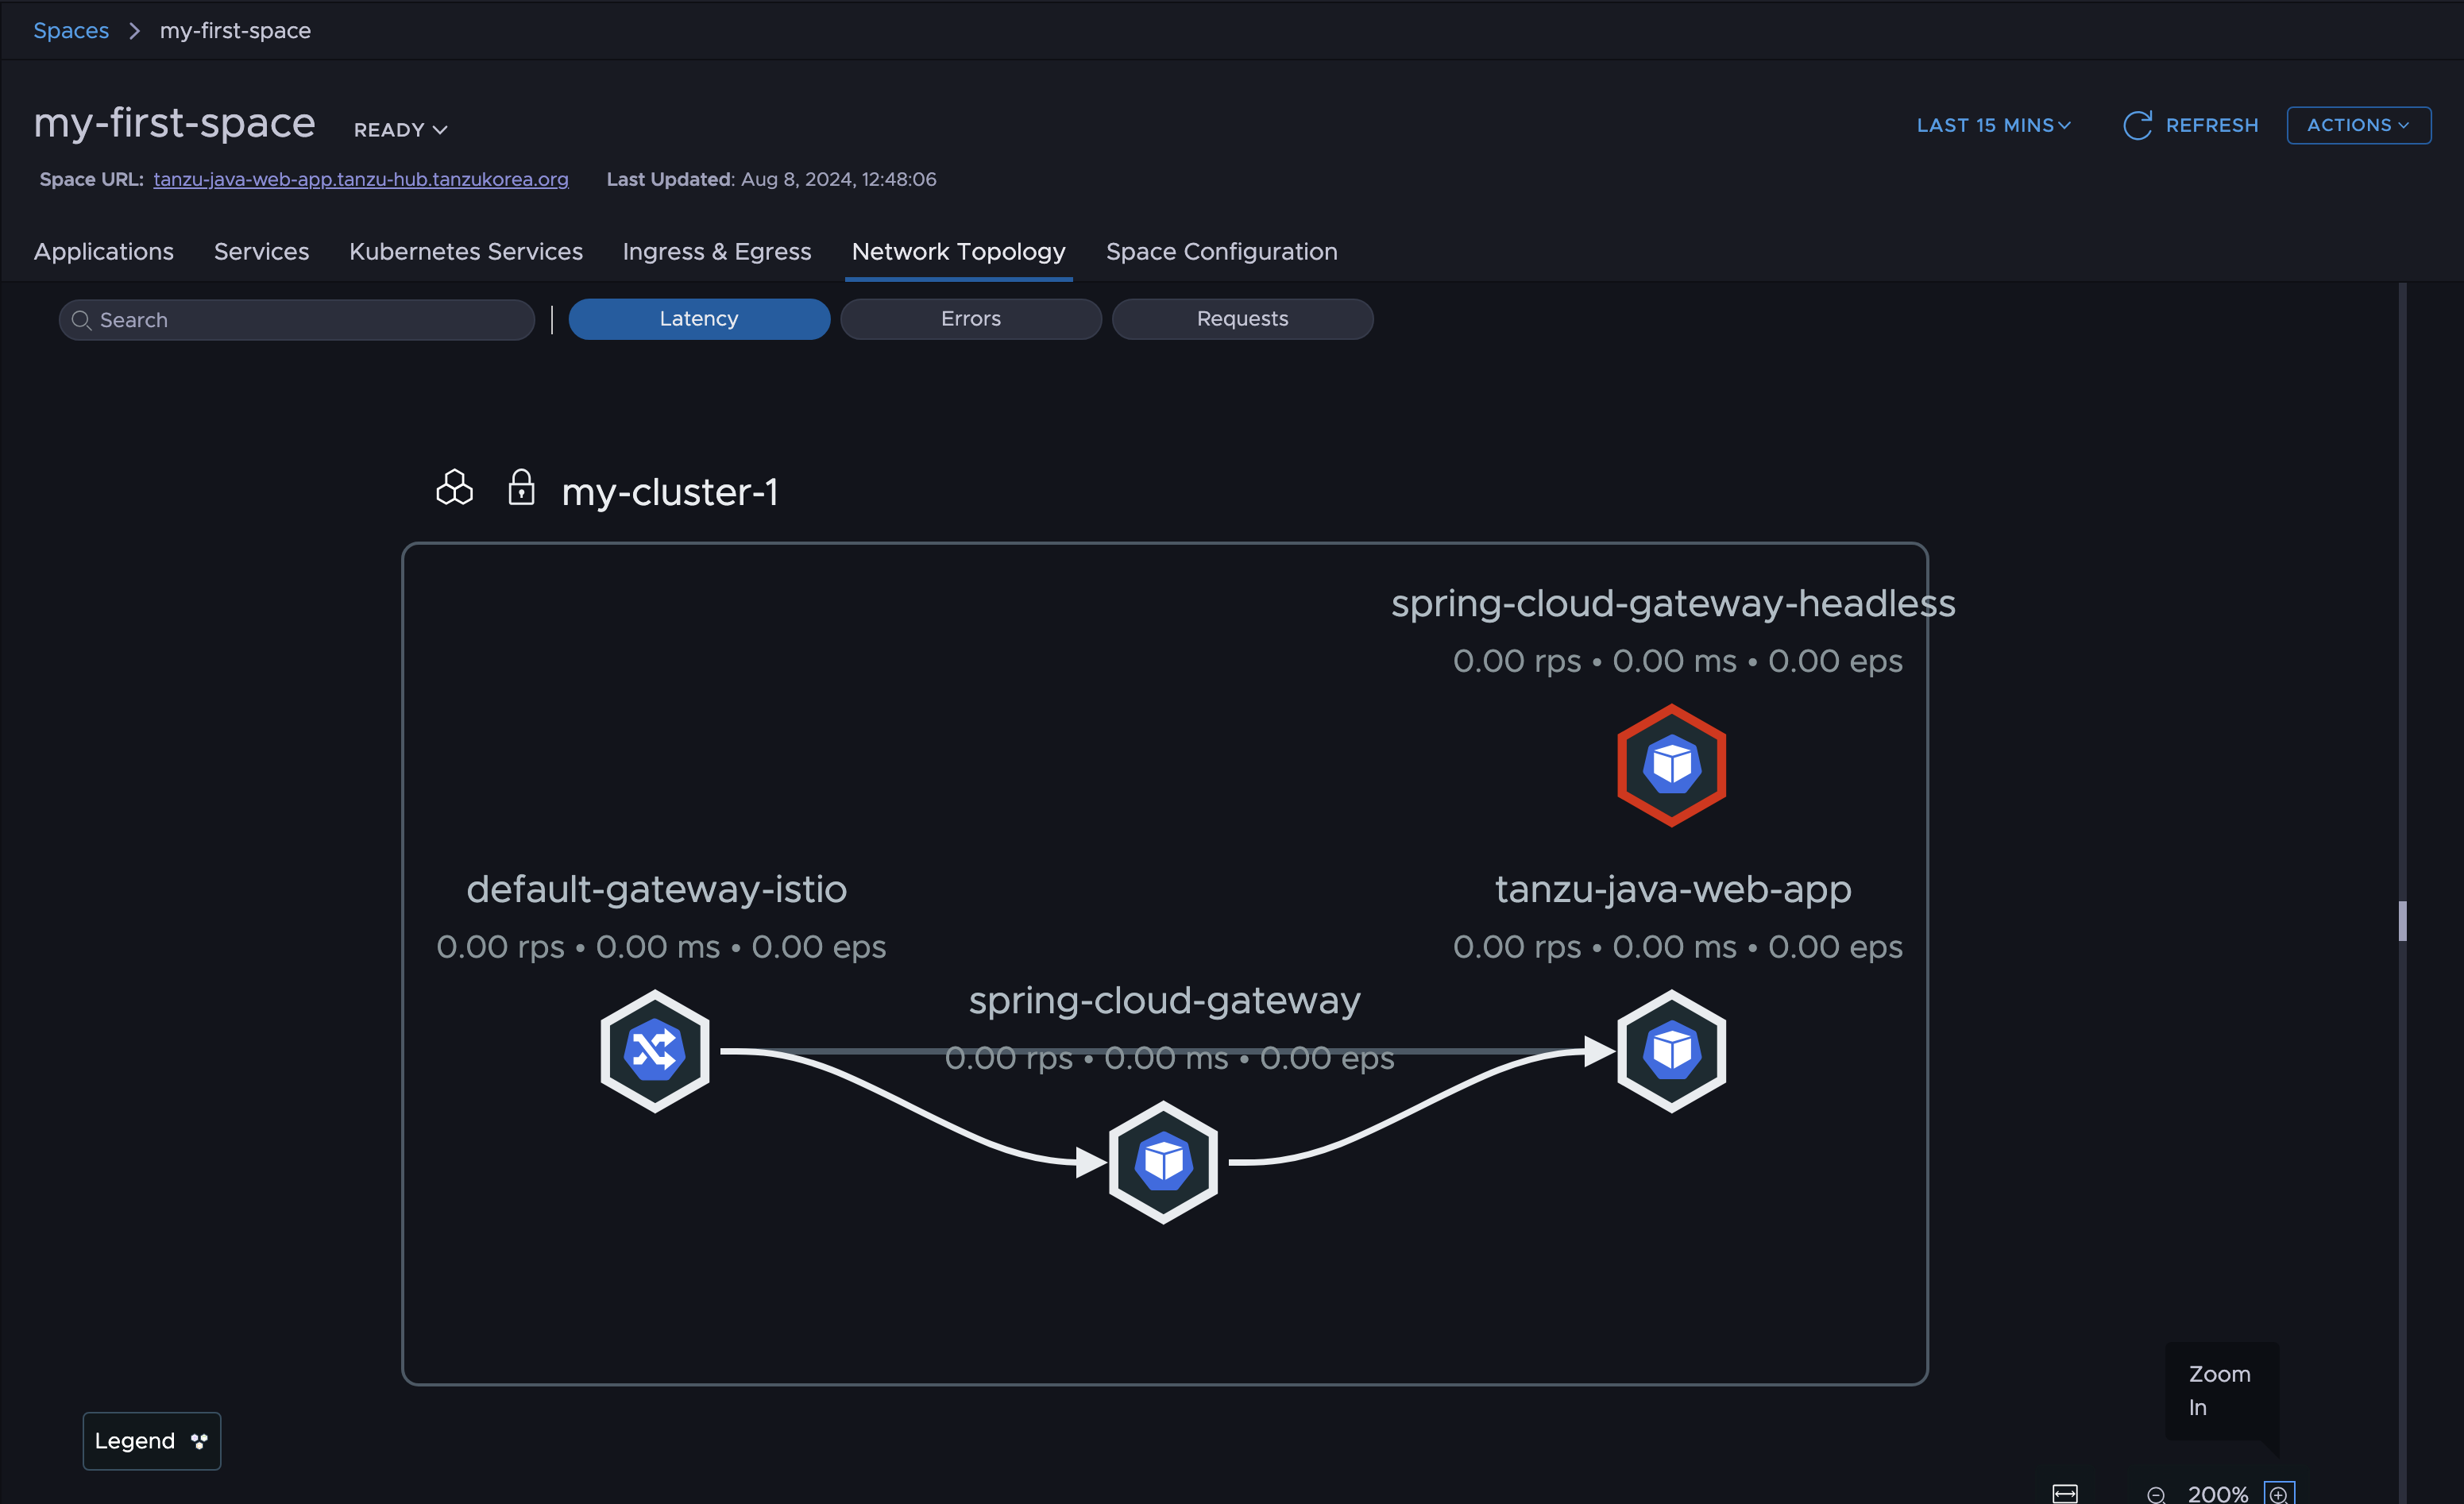 Spaces > my-first-space
my-first-space READY
LAST 15 MINS REFRESH ACTIONS
Space URL: tanzu-java-web-app.tanzu-hub.tanzukorea.org Last Updated: Aug 8, 2024, 12:48:06
Applications Services Kubernetes Services Ingress & Egress Network Topology Space Configuration
Search | Latency Errors Requests
my-cluster-1
spring-cloud-gateway-headless
0.00 rps • 0.00 ms • 0.00 eps
default-gateway-istio
0.00 rps • 0.00 ms • 0.00 eps
tanzu-java-web-app
0.00 rps • 0.00 ms • 0.00 eps
spring-cloud-gateway
0.00 rps • 0.00 ms • 0.00 eps
Zoom
In
Legend
200%